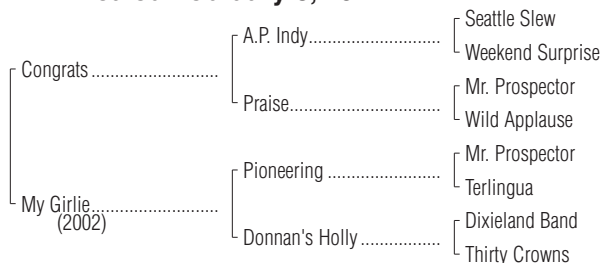 Seattle Slew
A.P. Indy
Weekend Surprise
Congrats
Mr. Prospector
Praise
Wild Applause
Mr. Prospector
Pioneering
Terlingua
My Girlie
(2002)
Dixieland Band
Donnan's Holly
Thirty Crowns